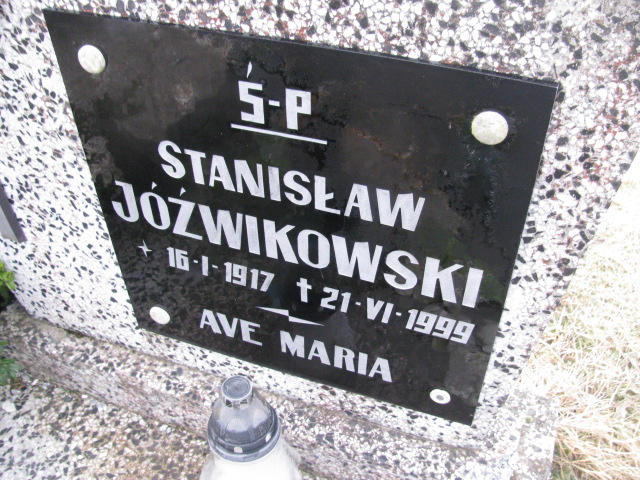 Ś-P
STANISŁAW
JÓŹWIKOWSKI
16-I-1917 †21-VI-1999
AVE MARIA